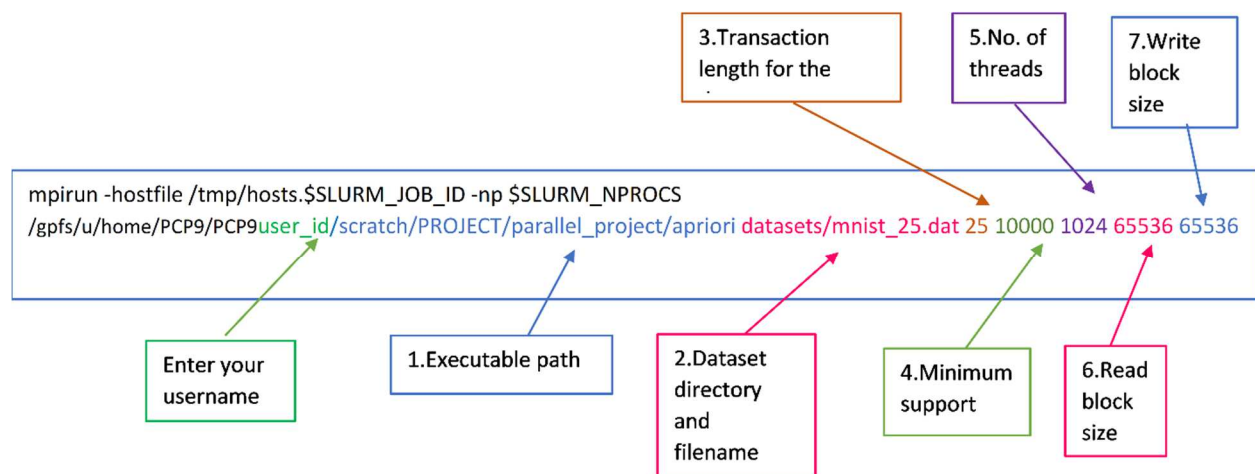 3.Transaction
length for the
5.No. of
threads
7.Write
block
size
mpirun -hostfile /tmp/hosts.$SLURM_JOB_ID -np $SLURM_NPROCS
/gpfs/u/home/PCP9/PCP9user_id/scratch/PROJECT/parallel_project/apriori datasets/mnist_25.dat 25 10000 1024 65536 65536
Enter your
username
1.Executable path
2.Dataset
directory
and
filename
4.Minimum
support
6.Read
block
size